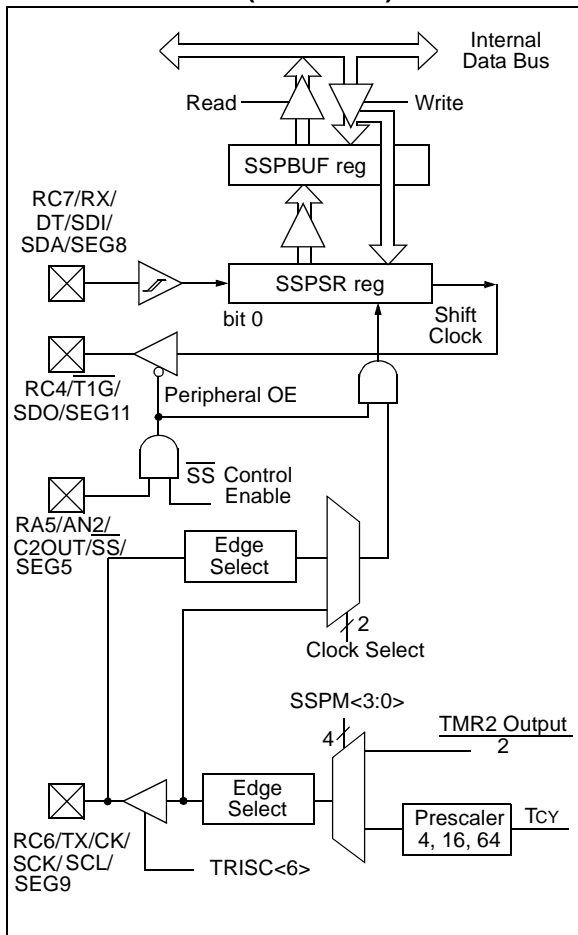 Internal
Data Bus
Read
Write
SSPBUF reg
RC7/RX/
DT/SDI/
SDA/SEG8
SSPSR reg
bit 0
Shift
Clock
RC4/T1G/
SDO/SEG11
Peripheral OE
SS Control
Enable
RA5/AN2/
C2OUT/SS/
SEG5
Edge
Select
2
Clock Select
SSPM<3:0>
4
TMR2 Output
2
Edge
Select
Prescaler
4, 16, 64
TCY
RC6/TX/CK/
SCK/SCL/
SEG9
TRISC<6>